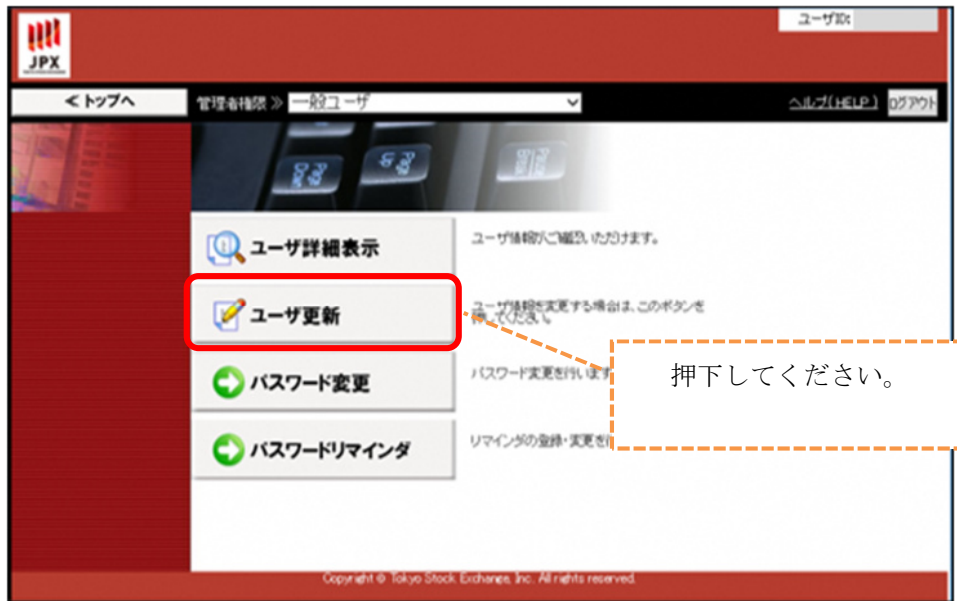 ユーザID:
JPX
≪ トップへ
管理者権限 ≫ 一般ユーザ
ヘルプ(HELP)
ログアウト
Page Down
Page Up
Pause Break
ユーザ詳細表示
ユーザ情報がご確認いただけます。
ユーザ更新
ユーザ情報を変更する場合は、このボタンを
押してください。
押下してください。
パスワード変更
パスワード変更を行います
パスワードリマインダ
リマインダの登録・変更を
Copyright © Tokyo Stock Exchange, Inc. All rights reserved.